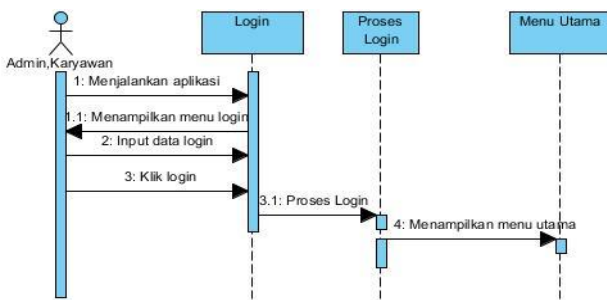 Login
Proses
Login
Menu Utama
Admin,Karyawan
1: Menjalankan aplikasi
1.1: Menampilkan menu login
2: Input data login
3: Klik login
3.1: Proses Login
4: Menampilkan menu utama